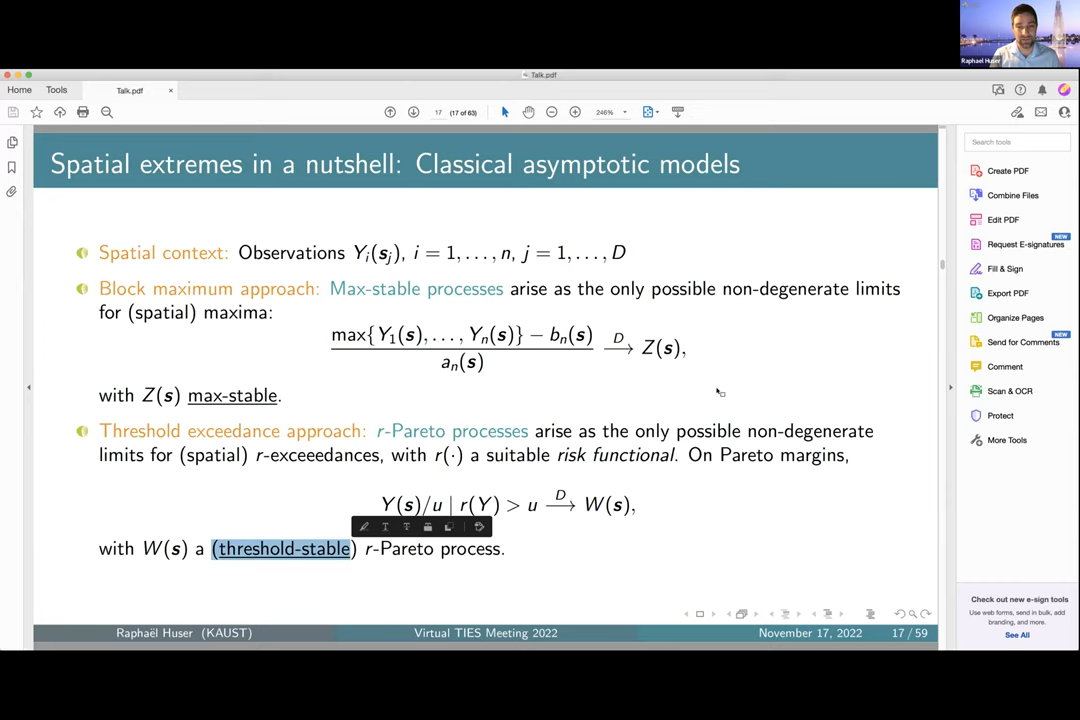 Raphael Huser
Talk.pdf
Home Tools Talk.pdf ×
17 (17 of 63) 246%
Search tools
Create PDF
Combine Files
Edit PDF
Request E-signatures NEW
Fill & Sign
Export PDF
Organize Pages
Send for Comments NEW
Comment
Scan & OCR
Protect
More Tools
Check out new e-sign tools
Use web forms, send in bulk, add
branding, and more.
See All
Spatial extremes in a nutshell: Classical asymptotic models
Spatial context: Observations Y_i(s_j), i = 1, . . . , n, j = 1, . . . , D
Block maximum approach: Max-stable processes arise as the only possible non-degenerate limits
for (spatial) maxima:
max{Y_1(s), . . . , Y_n(s)} − b_n(s)
a_n(s)
D
⟶ Z(s),
with Z(s) max-stable.
Threshold exceedance approach: r-Pareto processes arise as the only possible non-degenerate
limits for (spatial) r-exceeedances, with r(·) a suitable risk functional. On Pareto margins,
Y(s)/u | r(Y) > u D⟶ W(s),
with W(s) a (threshold-stable) r-Pareto process.
Raphaël Huser (KAUST) Virtual TIES Meeting 2022 November 17, 2022 17 / 59